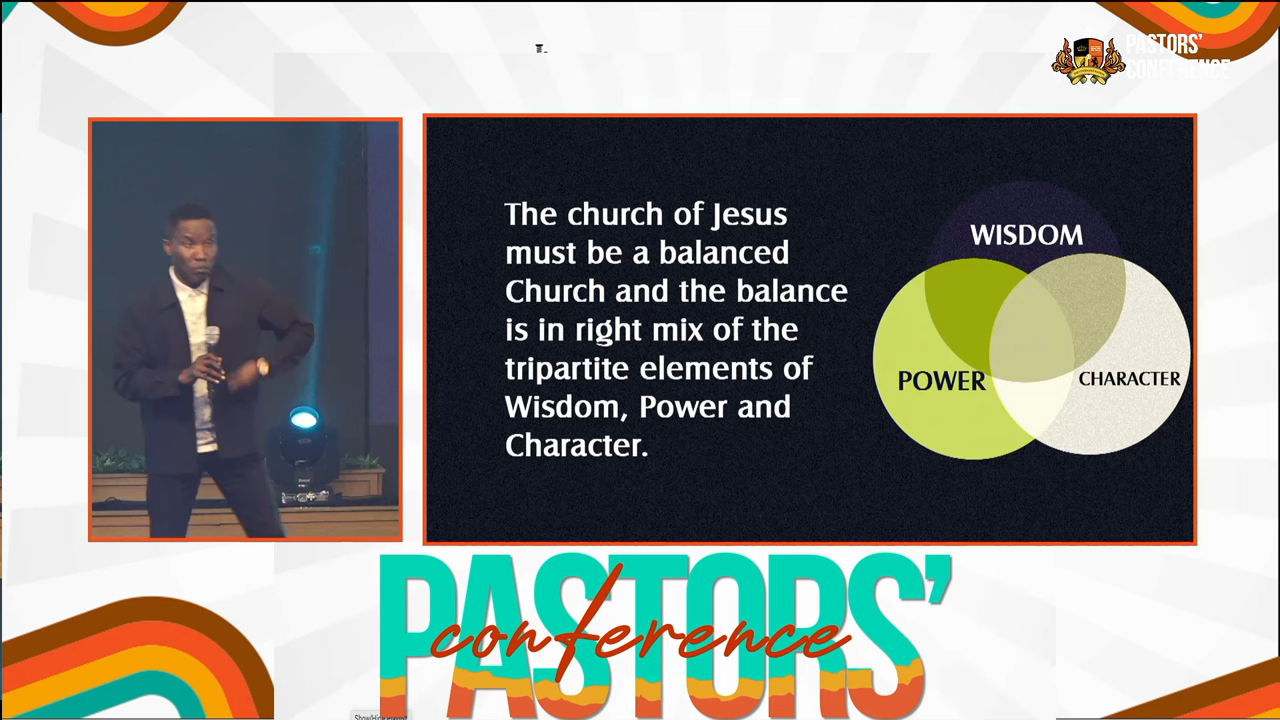 PASTORS'
CONFERENCE
The church of Jesus
must be a balanced
Church and the balance
is in right mix of the
tripartite elements of
Wisdom, Power and
Character.
WISDOM
POWER
CHARACTER
PASTORS'
conference